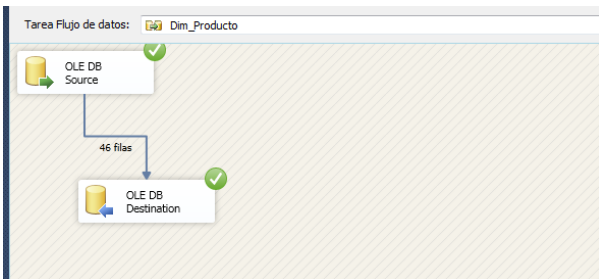 Tarea Flujo de datos: Dim_Producto
OLE DB
Source
46 filas
OLE DB
Destination